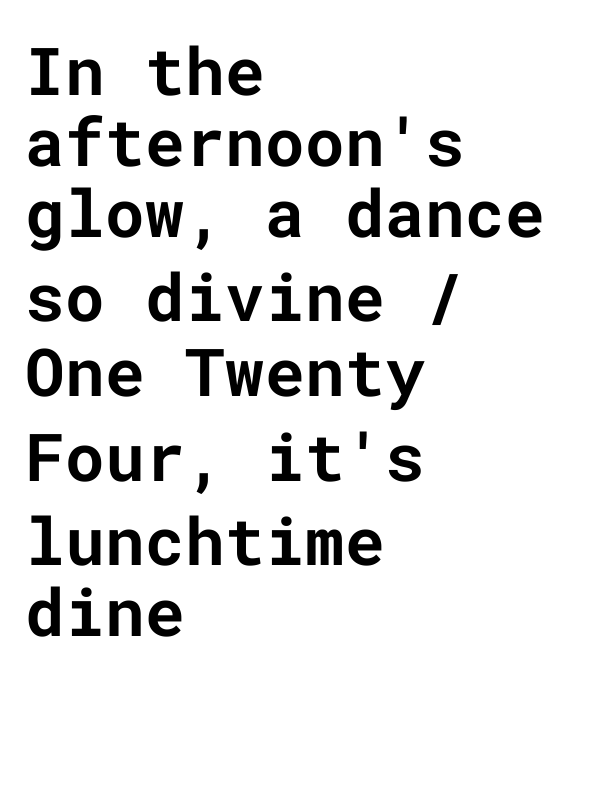 In the
afternoon's
glow, a dance
so divine /
One Twenty
Four, it's
lunchtime
dine